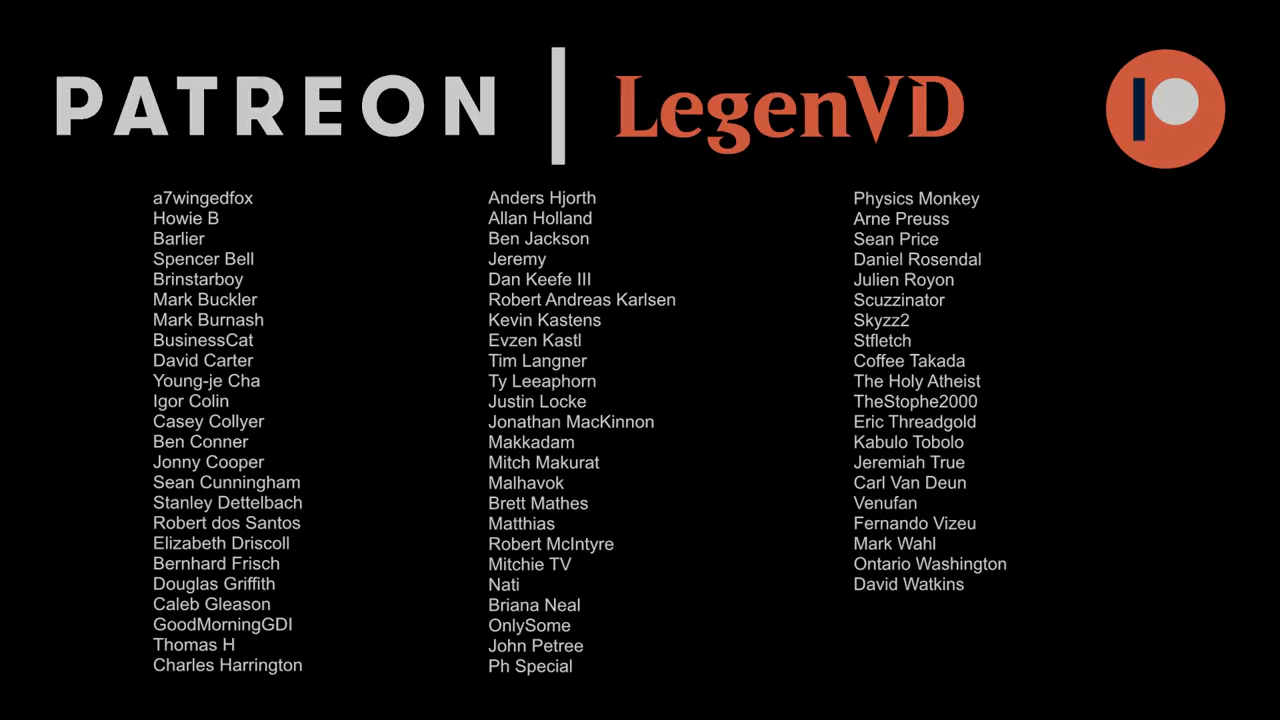 PATREON | LegenVD
a7wingedfox
Howie B
Barlier
Spencer Bell
Brinstarboy
Mark Buckler
Mark Burnash
BusinessCat
David Carter
Young-je Cha
Igor Colin
Casey Collyer
Ben Conner
Jonny Cooper
Sean Cunningham
Stanley Dettelbach
Robert dos Santos
Elizabeth Driscoll
Bernhard Frisch
Douglas Griffith
Caleb Gleason
GoodMorningGDI
Thomas H
Charles Harrington
Anders Hjorth
Allan Holland
Ben Jackson
Jeremy
Dan Keefe III
Robert Andreas Karlsen
Kevin Kastens
Evzen Kastl
Tim Langner
Ty Leeaphorn
Justin Locke
Jonathan MacKinnon
Makkadam
Mitch Makurat
Malhavok
Brett Mathes
Matthias
Robert McIntyre
Mitchie TV
Nati
Briana Neal
OnlySome
John Petree
Ph Special
Physics Monkey
Arne Preuss
Sean Price
Daniel Rosendal
Julien Royon
Scuzzinator
Skyzz2
Stfletch
Coffee Takada
The Holy Atheist
TheStophe2000
Eric Threadgold
Kabulo Tobolo
Jeremiah True
Carl Van Deun
Venufan
Fernando Vizeu
Mark Wahl
Ontario Washington
David Watkins